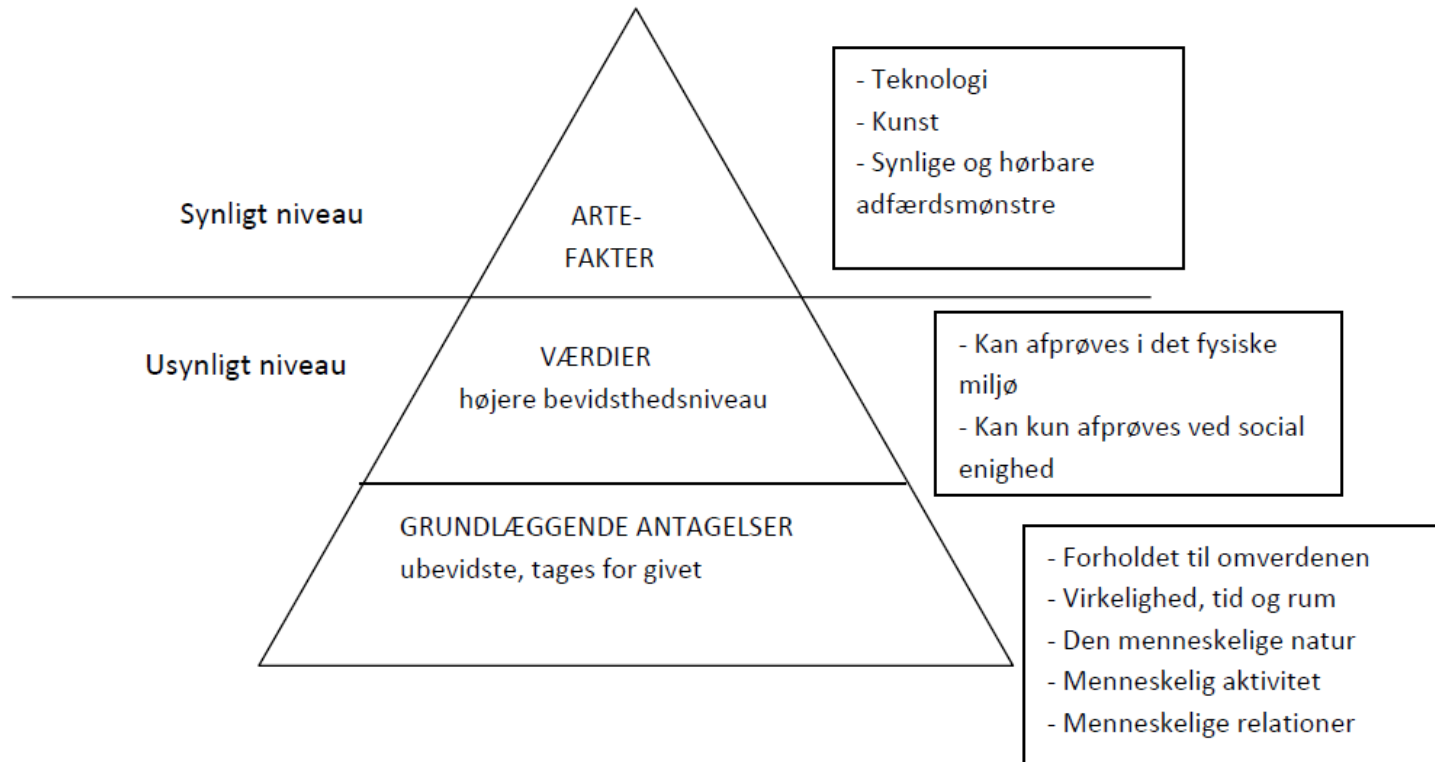 - Teknologi
- Kunst
- Synlige og hørbare
adfærdsmønstre
Synligt niveau
ARTE-
FAKTER
Usynligt niveau
VÆRDIER
højere bevidsthedsniveau
- Kan afprøves i det fysiske
miljø
- Kan kun afprøves ved social
enighed
GRUNDLÆGGENDE ANTAGELSER
ubevidste, tages for givet
- Forholdet til omverdenen
- Virkelighed, tid og rum
- Den menneskelige natur
- Menneskelig aktivitet
- Menneskelige relationer